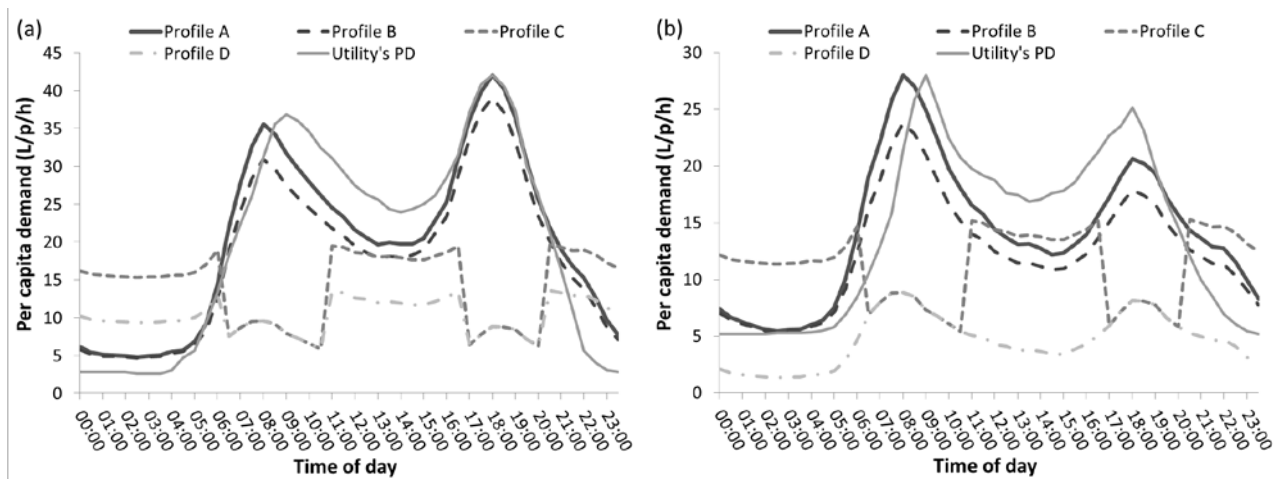 (a)
Profile A Profile B Profile C
Profile D Utility's PD
Per capita demand (L/p/h)
45
40
35
30
25
20
15
10
5
0
00:00 01:00 02:00 03:00 04:00 05:00 06:00 07:00 08:00 09:00 10:00 11:00 12:00 13:00 14:00 15:00 16:00 17:00 18:00 19:00 20:00 21:00 22:00 23:00
Time of day
(b)
Profile A Profile B Profile C
Profile D Utility's PD
Per capita demand (L/p/h)
30
25
20
15
10
5
0
00:00 01:00 02:00 03:00 04:00 05:00 06:00 07:00 08:00 09:00 10:00 11:00 12:00 13:00 14:00 15:00 16:00 17:00 18:00 19:00 20:00 21:00 22:00 23:00
Time of day